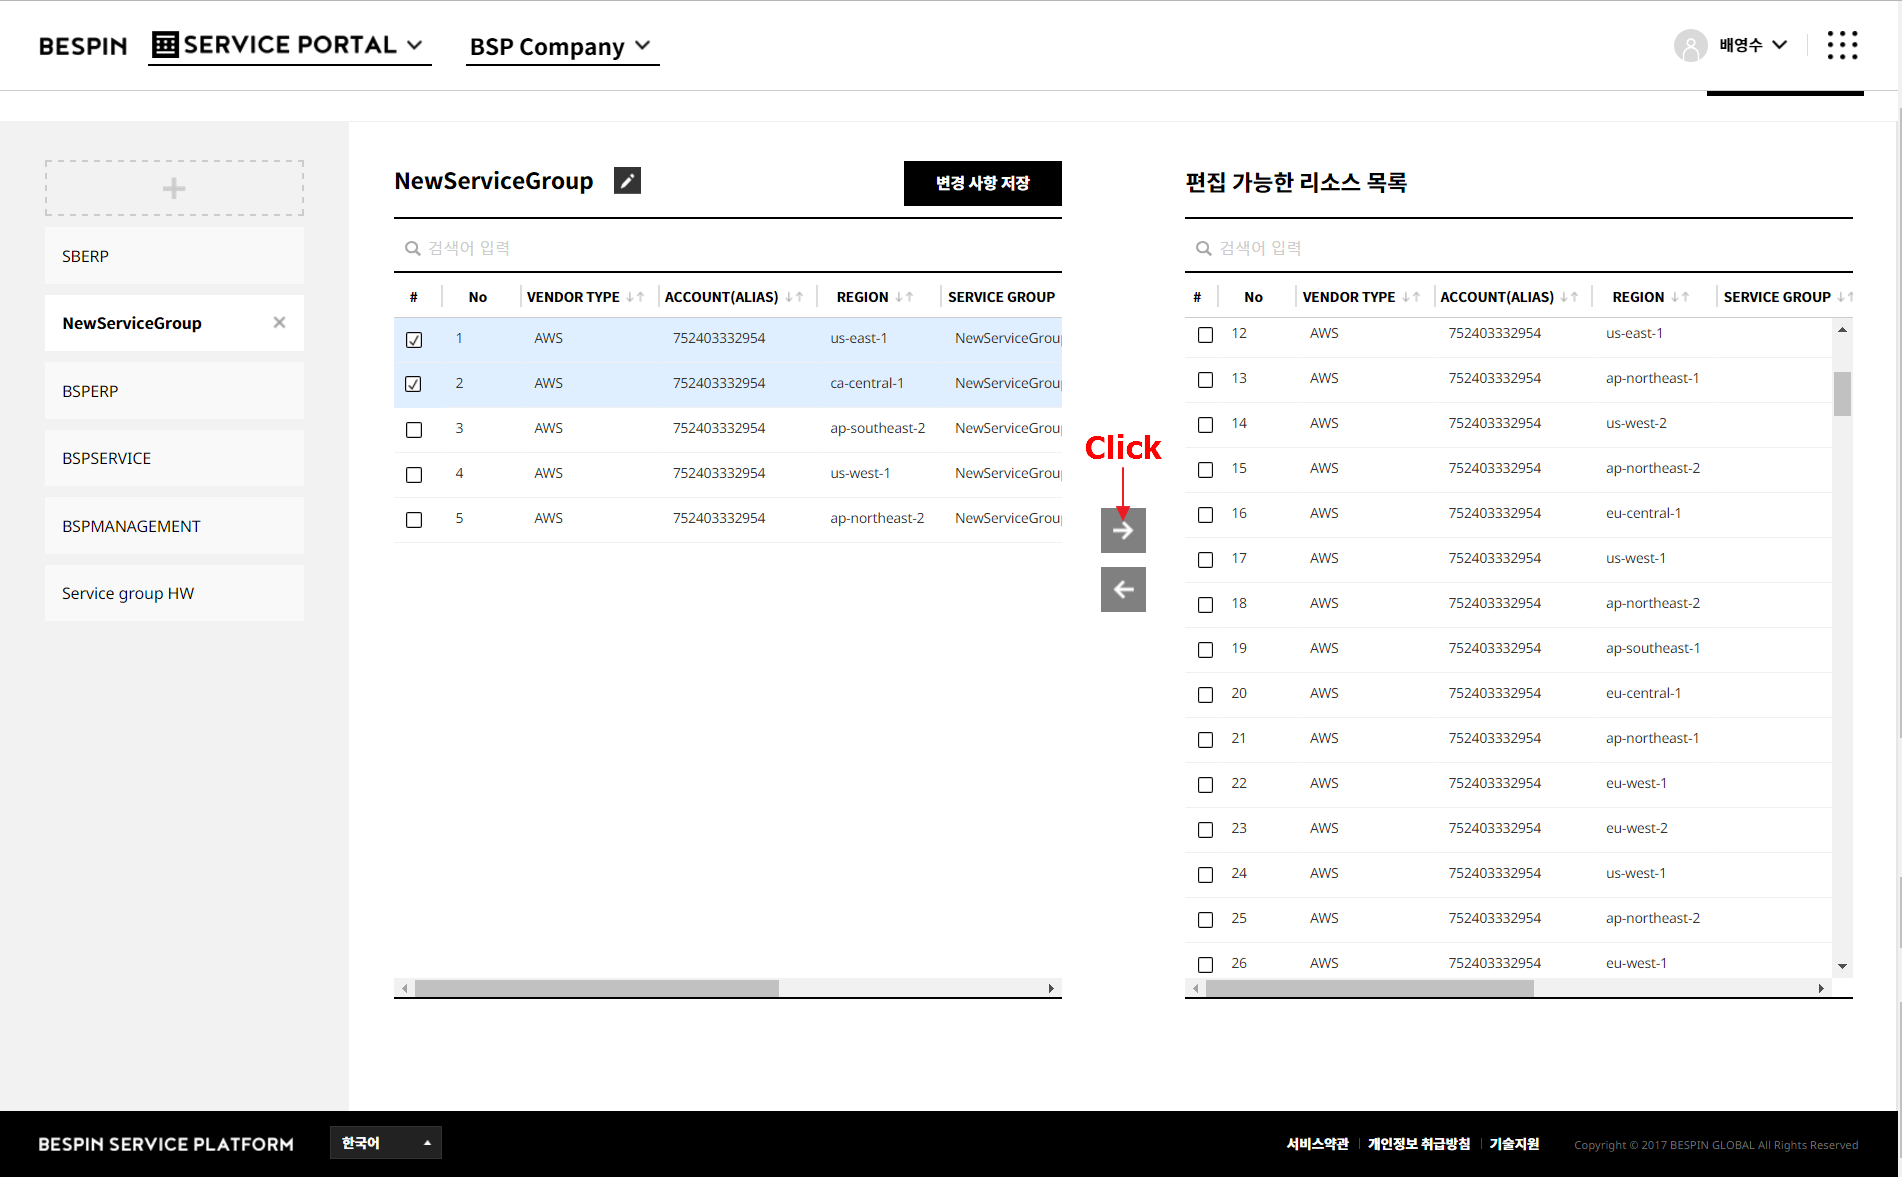 BESPIN SERVICE PORTAL BSP Company 배영수
SBERP
NewServiceGroup
BSPERP
BSPSERVICE
BSPMANAGEMENT
Service group HW
NewServiceGroup 변경 사항 저장
검색어 입력
# No VENDOR TYPE ACCOUNT(ALIAS) REGION SERVICE GROUP
1 AWS 752403332954 us-east-1 NewServiceGrou
2 AWS 752403332954 ca-central-1 NewServiceGrou
3 AWS 752403332954 ap-southeast-2 NewServiceGrou
4 AWS 752403332954 us-west-1 NewServiceGrou
5 AWS 752403332954 ap-northeast-2 NewServiceGrou
Click
편집 가능한 리소스 목록
검색어 입력
# No VENDOR TYPE ACCOUNT(ALIAS) REGION SERVICE GROUP
12 AWS 752403332954 us-east-1
13 AWS 752403332954 ap-northeast-1
14 AWS 752403332954 us-west-2
15 AWS 752403332954 ap-northeast-2
16 AWS 752403332954 eu-central-1
17 AWS 752403332954 us-west-1
18 AWS 752403332954 ap-northeast-2
19 AWS 752403332954 ap-southeast-1
20 AWS 752403332954 eu-central-1
21 AWS 752403332954 ap-northeast-1
22 AWS 752403332954 eu-west-1
23 AWS 752403332954 eu-west-2
24 AWS 752403332954 us-west-1
25 AWS 752403332954 ap-northeast-2
26 AWS 752403332954 eu-west-1
BESPIN SERVICE PLATFORM 한국어 서비스약관 개인정보 취급방침 기술지원 Copyright © 2017 BESPIN GLOBAL All Rights Reserved